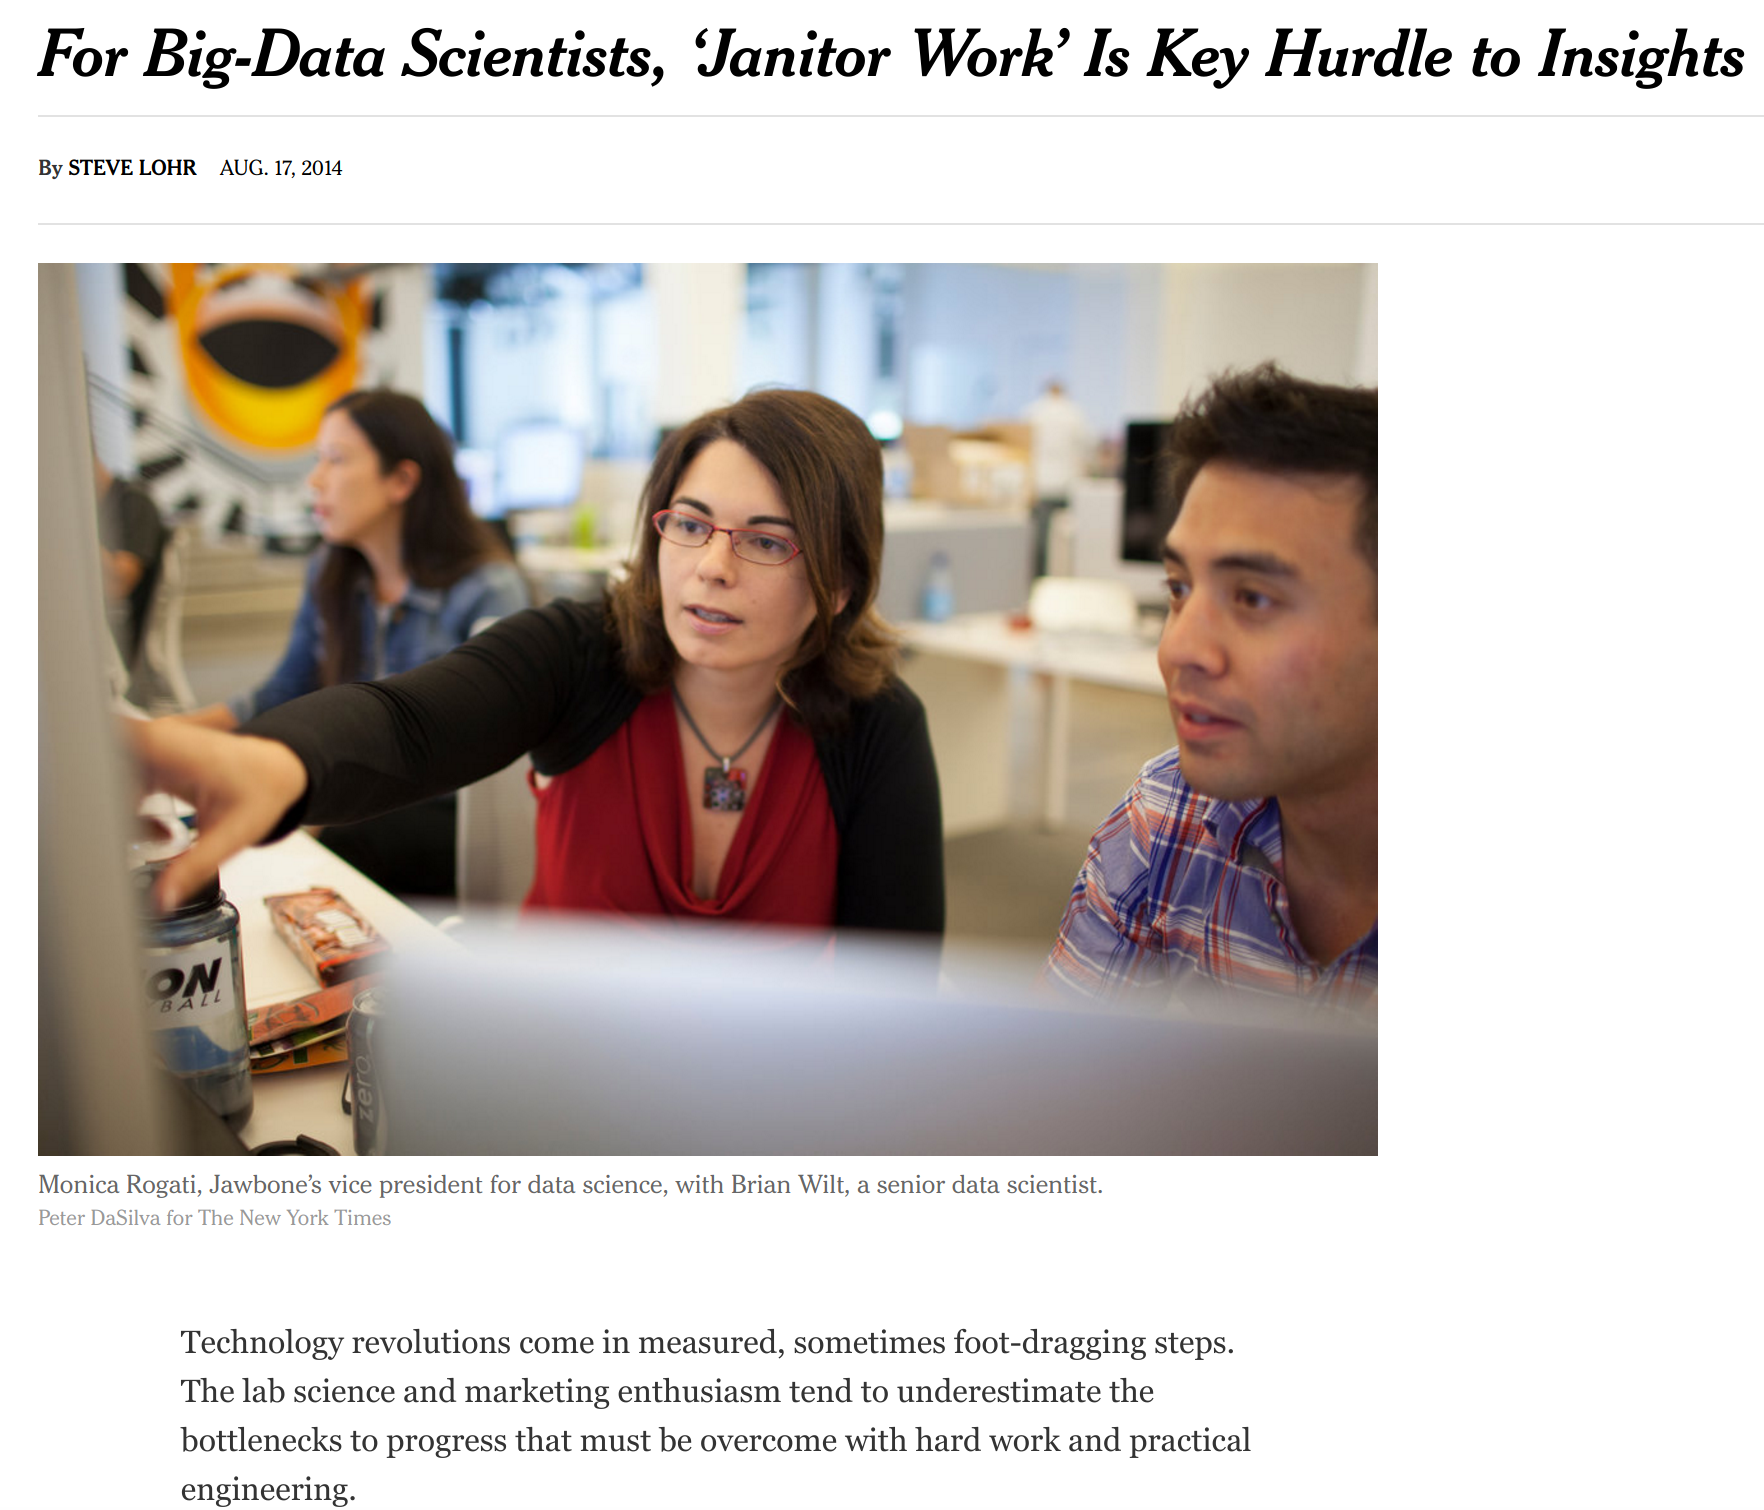 For Big-Data Scientists, ‘Janitor Work’ Is Key Hurdle to Insights
By STEVE LOHR AUG. 17, 2014
ON
BALL
zero
Monica Rogati, Jawbone’s vice president for data science, with Brian Wilt, a senior data scientist.
Peter DaSilva for The New York Times
Technology revolutions come in measured, sometimes foot-dragging steps.
The lab science and marketing enthusiasm tend to underestimate the
bottlenecks to progress that must be overcome with hard work and practical
engineering.